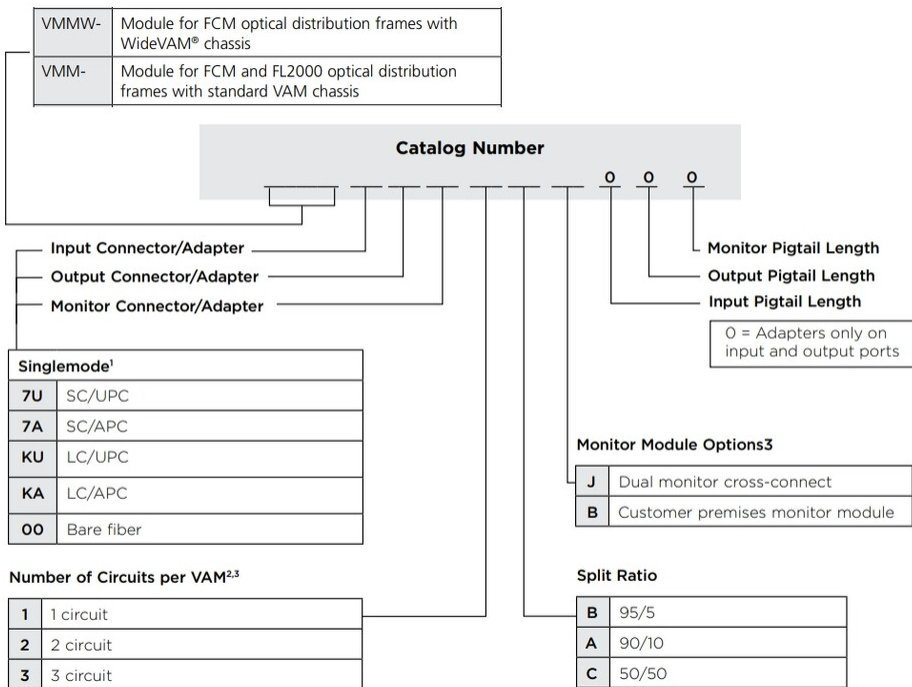 VMMW- Module for FCM optical distribution frames with
WideVAM® chassis
VMM- Module for FCM and FL2000 optical distribution
frames with standard VAM chassis
Catalog Number
0 0 0
Input Connector/Adapter
Output Connector/Adapter
Monitor Connector/Adapter
Monitor Pigtail Length
Output Pigtail Length
Input Pigtail Length
0 = Adapters only on
input and output ports
Singlemode¹
7U SC/UPC
7A SC/APC
KU LC/UPC
KA LC/APC
00 Bare fiber
Monitor Module Options3
J Dual monitor cross-connect
B Customer premises monitor module
Number of Circuits per VAM²,³
1 1 circuit
2 2 circuit
3 3 circuit
Split Ratio
B 95/5
A 90/10
C 50/50